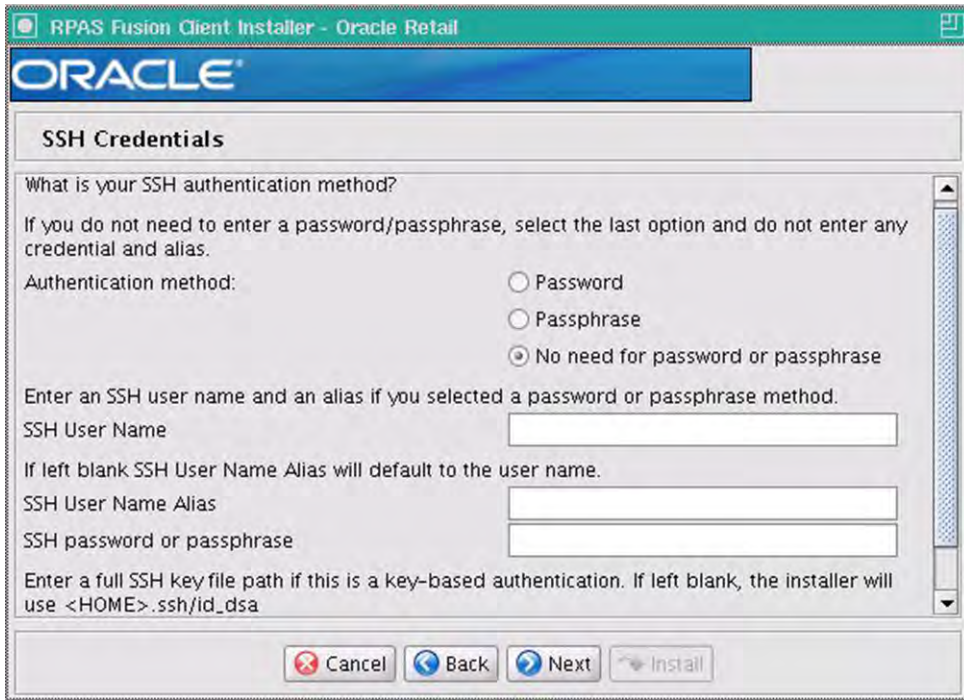 RPAS Fusion Client Installer - Oracle Retail
ORACLE
SSH Credentials
What is your SSH authentication method?
If you do not need to enter a password/passphrase, select the last option and do not enter any
credential and alias.
Authentication method:
Password
Passphrase
No need for password or passphrase
Enter an SSH user name and an alias if you selected a password or passphrase method.
SSH User Name
If left blank SSH User Name Alias will default to the user name.
SSH User Name Alias
SSH password or passphrase
Enter a full SSH key file path if this is a key-based authentication. If left blank, the installer will
use <HOME>.ssh/id_dsa
Cancel Back Next Install